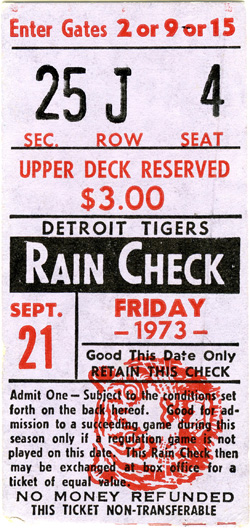 Enter Gates 2 or 9 or 15
25 J 4
SEC. ROW SEAT
UPPER DECK RESERVED
$3.00
DETROIT TIGERS
RAIN CHECK
SEPT. 21
FRIDAY
—1973—
Good This Date Only
RETAIN THIS CHECK
Admit One — Subject to the conditions set
forth on the back hereof. Good for ad-
mission to a succeeding game during this
season only if a regulation game is not
played on this date. This Rain Check then
may be exchanged at box office for a
ticket of equal value.
NO MONEY REFUNDED
THIS TICKET NON-TRANSFERABLE